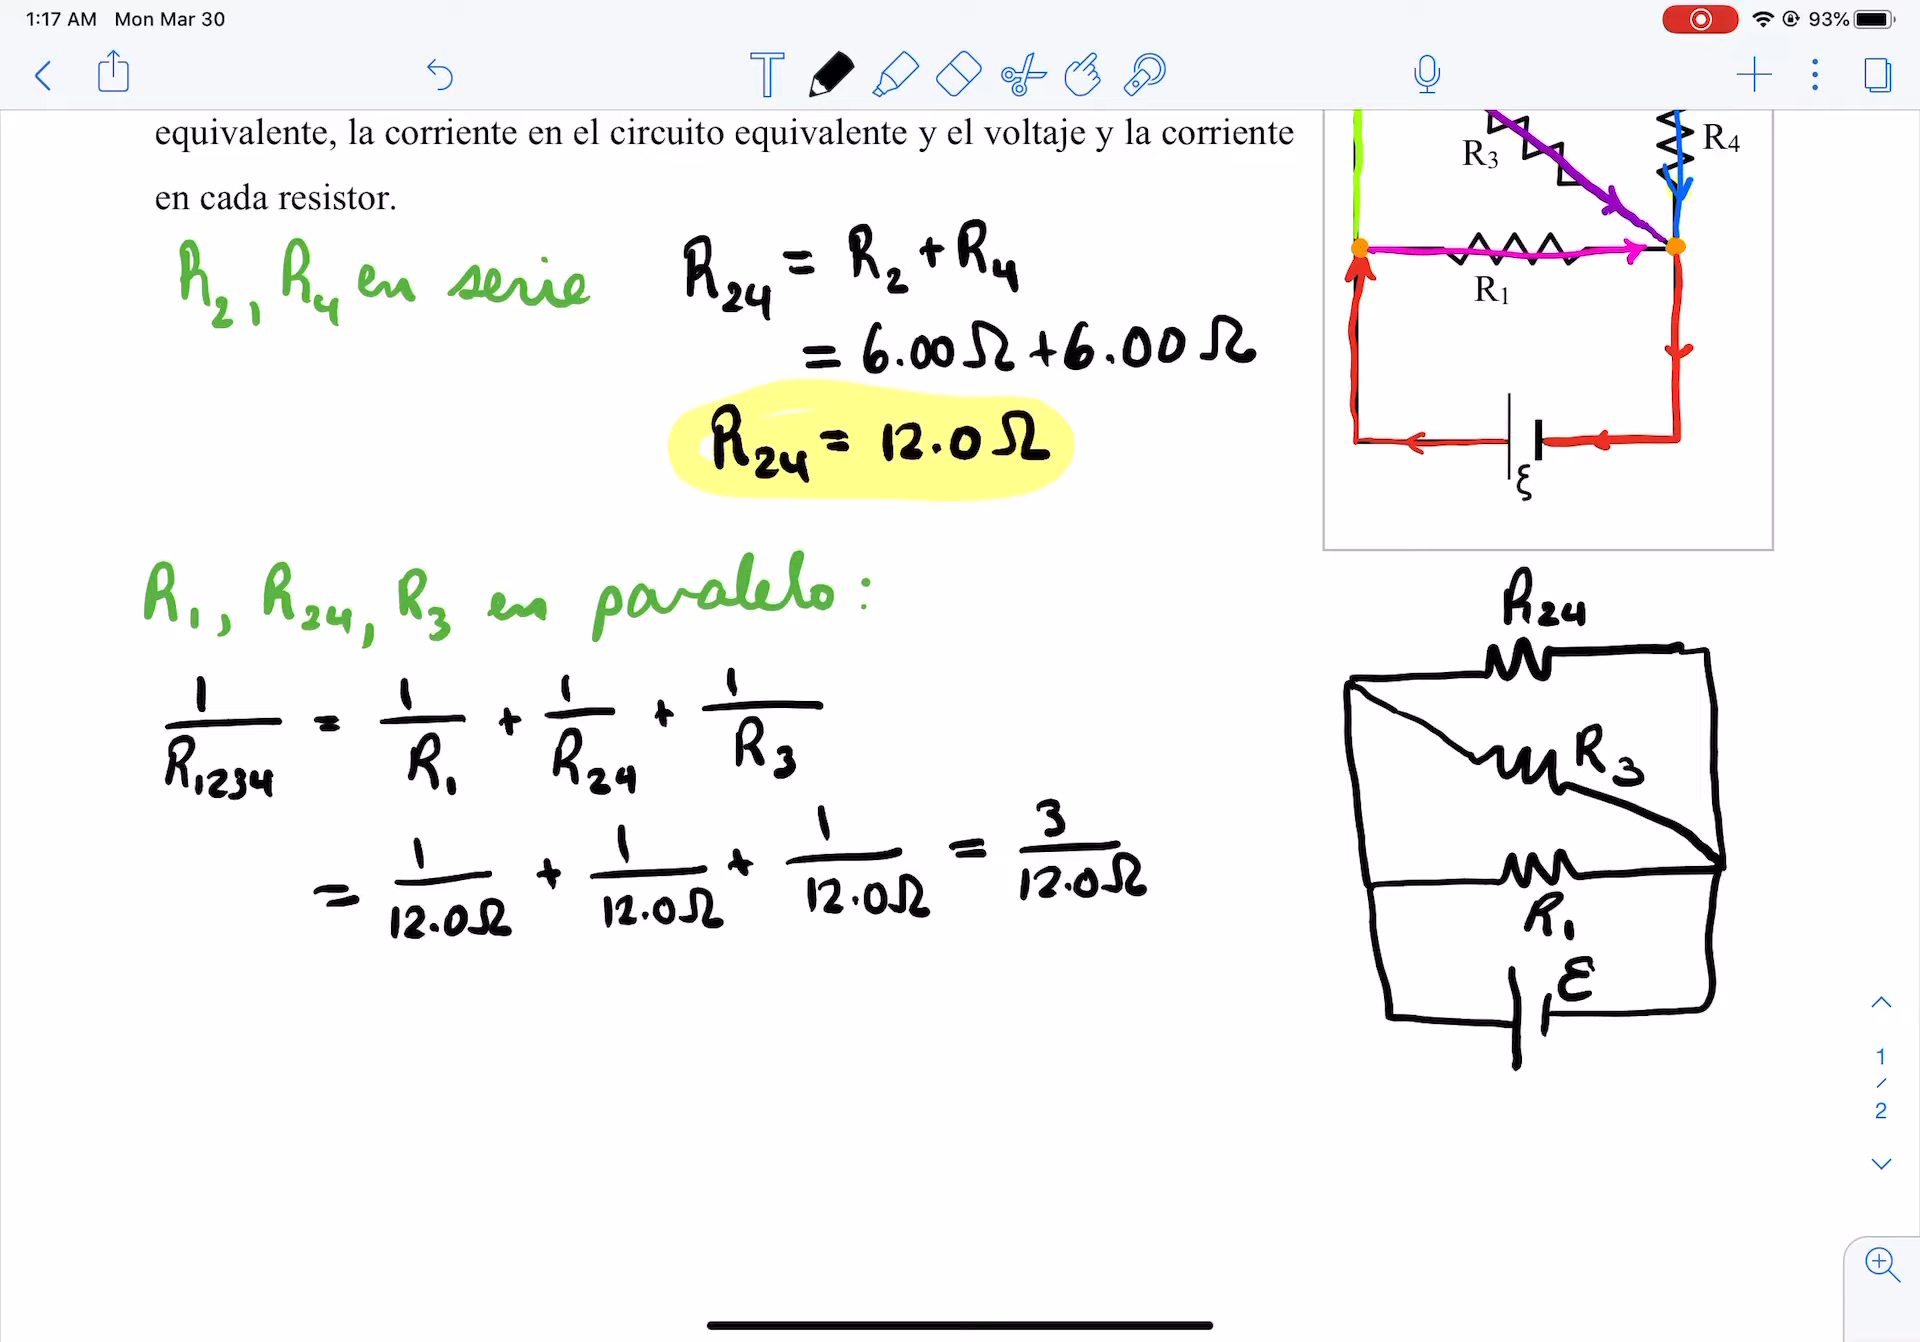 1:17 AM Mon Mar 30
93%
equivalente, la corriente en el circuito equivalente y el voltaje y la corriente
en cada resistor.
R₃
R₄
R₁
ξ
R₂, R₄ en serie
R₂₄ = R₂ + R₄
= 6.00 Ω + 6.00 Ω
R₂₄ = 12.0 Ω
R₁, R₂₄, R₃ en paralelo:
1/R₁₂₃₄ = 1/R₁ + 1/R₂₄ + 1/R₃
= 1/12.0Ω + 1/12.0Ω + 1/12.0Ω = 3/12.0Ω
R₂₄
R₃
R₁
ε
1
/
2